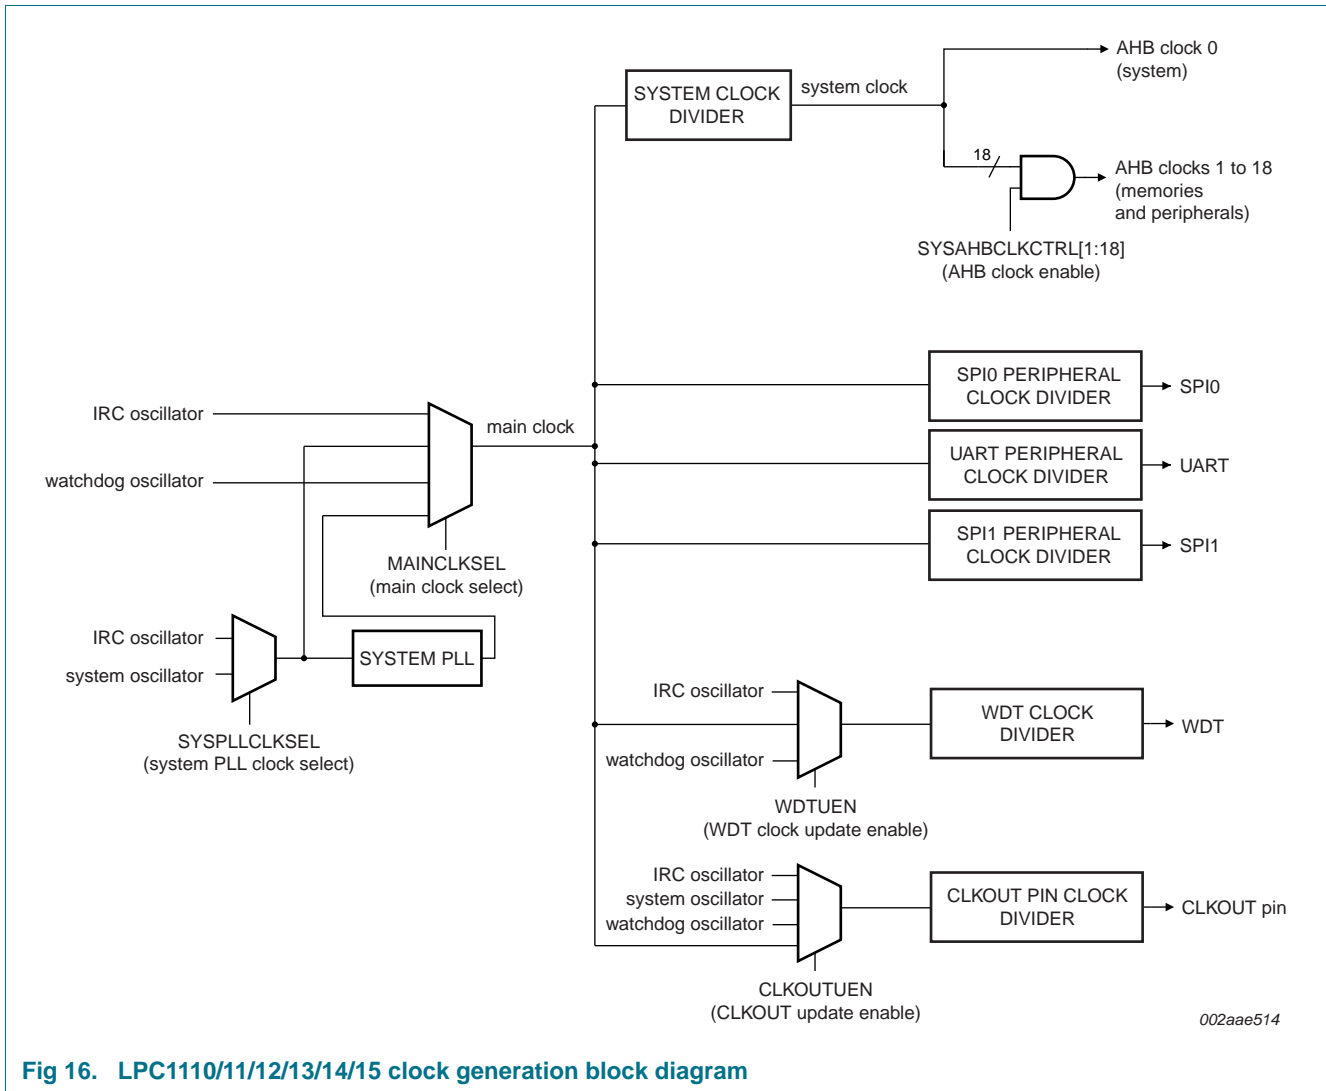 AHB clock 0
(system)
SYSTEM CLOCK
DIVIDER
system clock
18
AHB clocks 1 to 18
(memories
and peripherals)
SYSAHBCLKCTRL[1:18]
(AHB clock enable)
SPI0 PERIPHERAL
CLOCK DIVIDER
SPI0
IRC oscillator
main clock
UART PERIPHERAL
CLOCK DIVIDER
UART
watchdog oscillator
SPI1 PERIPHERAL
CLOCK DIVIDER
SPI1
MAINCLKSEL
(main clock select)
IRC oscillator
system oscillator
SYSTEM PLL
SYSPLLCLKSEL
(system PLL clock select)
IRC oscillator
watchdog oscillator
WDT CLOCK
DIVIDER
WDT
WDTUEN
(WDT clock update enable)
IRC oscillator
system oscillator
watchdog oscillator
CLKOUT PIN CLOCK
DIVIDER
CLKOUT pin
CLKOUTUEN
(CLKOUT update enable)
002aae514
Fig 16. LPC1110/11/12/13/14/15 clock generation block diagram